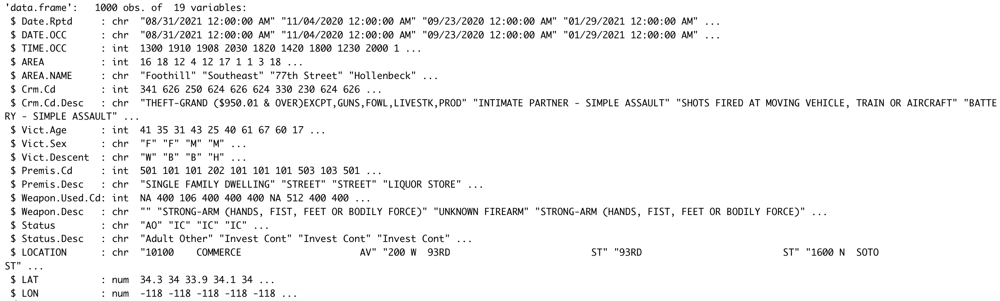 'data.frame':   1000 obs. of  19 variables:
 $ Date.Rptd     : chr  "08/31/2021 12:00:00 AM" "11/04/2020 12:00:00 AM" "09/23/2020 12:00:00 AM" "01/29/2021 12:00:00 AM" ...
 $ DATE.OCC      : chr  "08/31/2021 12:00:00 AM" "11/04/2020 12:00:00 AM" "09/23/2020 12:00:00 AM" "01/29/2021 12:00:00 AM" ...
 $ TIME.OCC      : int  1300 1910 1908 2030 1820 1420 1800 1230 2000 1 ...
 $ AREA          : int  16 18 12 4 12 17 1 1 3 18 ...
 $ AREA.NAME     : chr  "Foothill" "Southeast" "77th Street" "Hollenbeck" ...
 $ Crm.Cd        : int  341 626 250 624 626 624 330 230 624 626 ...
 $ Crm.Cd.Desc   : chr  "THEFT-GRAND ($950.01 & OVER)EXCPT,GUNS,FOWL,LIVESTK,PROD" "INTIMATE PARTNER - SIMPLE ASSAULT" "SHOTS FIRED AT MOVING VEHICLE, TRAIN OR AIRCRAFT" "BATTE
RY - SIMPLE ASSAULT" ...
 $ Vict.Age      : int  41 35 31 43 25 40 61 67 60 17 ...
 $ Vict.Sex      : chr  "F" "F" "M" "M" ...
 $ Vict.Descent  : chr  "W" "B" "B" "H" ...
 $ Premis.Cd     : int  501 101 101 202 101 101 101 503 103 501 ...
 $ Premis.Desc   : chr  "SINGLE FAMILY DWELLING" "STREET" "STREET" "LIQUOR STORE" ...
 $ Weapon.Used.Cd: int  NA 400 106 400 400 400 NA 512 400 400 ...
 $ Weapon.Desc   : chr  "" "STRONG-ARM (HANDS, FIST, FEET OR BODILY FORCE)" "UNKNOWN FIREARM" "STRONG-ARM (HANDS, FIST, FEET OR BODILY FORCE)" ...
 $ Status        : chr  "AO" "IC" "IC" "IC" ...
 $ Status.Desc   : chr  "Adult Other" "Invest Cont" "Invest Cont" "Invest Cont" ...
 $ LOCATION      : chr  "10100    COMMERCE                     AV" "200 W  93RD                         ST" "93RD                         ST" "1600 N  SOTO
ST" ...
 $ LAT           : num  34.3 34 33.9 34.1 34 ...
 $ LON           : num  -118 -118 -118 -118 -118 ...